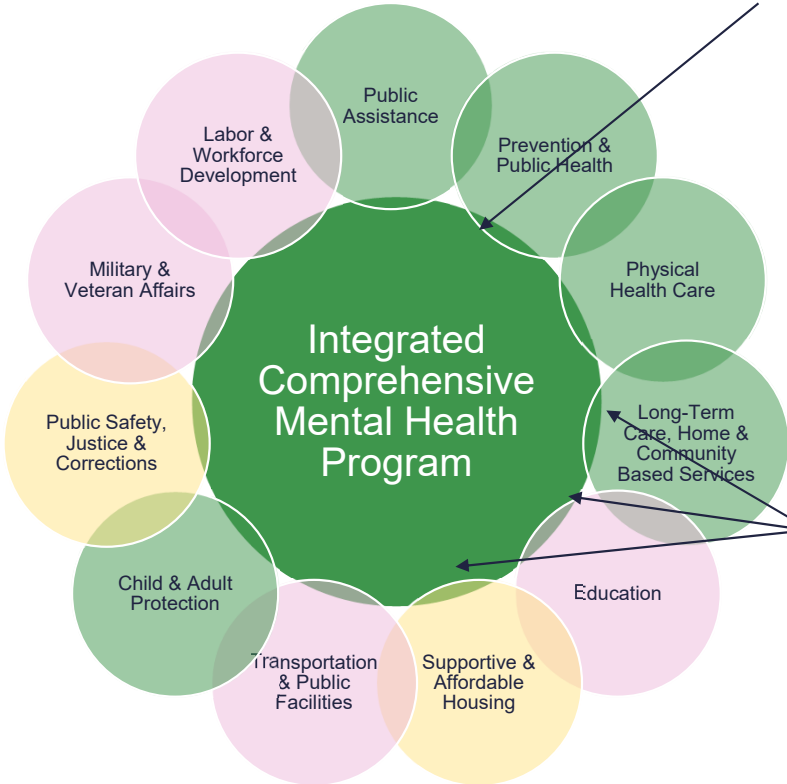 Public
Assistance
Prevention &
Public Health
Physical
Health Care
Long-Term
Care, Home &
Community
Based Services
Education
Supportive &
Affordable
Housing
Transportation
& Public
Facilities
Child & Adult
Protection
Public Safety,
Justice &
Corrections
Military &
Veteran Affairs
Labor &
Workforce
Development
Integrated
Comprehensive
Mental Health
Program